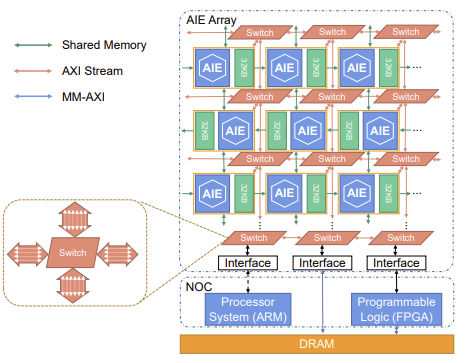 AIE Array
Shared Memory
AXI Stream
MM-AXI
Switch Switch Switch
AIE 32KB AIE 32KB AIE 32KB
Switch Switch Switch
32KB AIE 32KB AIE 32KB AIE
Switch Switch Switch
AIE 32KB AIE 32KB AIE 32KB
Switch Switch Switch
Switch
Interface Interface Interface
NOC
Processor
System (ARM)
Programmable
Logic (FPGA)
DRAM